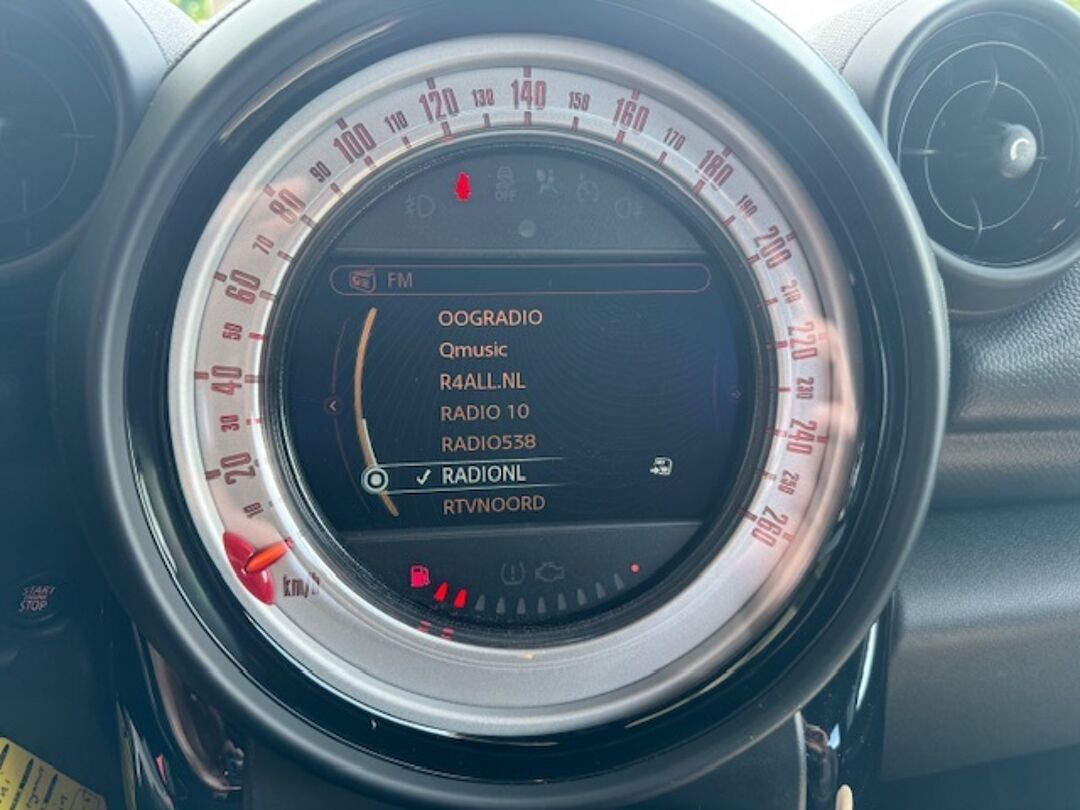 10
20
30
40
50
60
70
80
90
100
110
120
130
140
150
160
170
180
190
200
210
220
230
240
250
260
km/h
OFF
FM
OOGRADIO
Qmusic
R4ALL.NL
RADIO 10
RADIO538
RADIONL
RTVNOORD
START
STOP